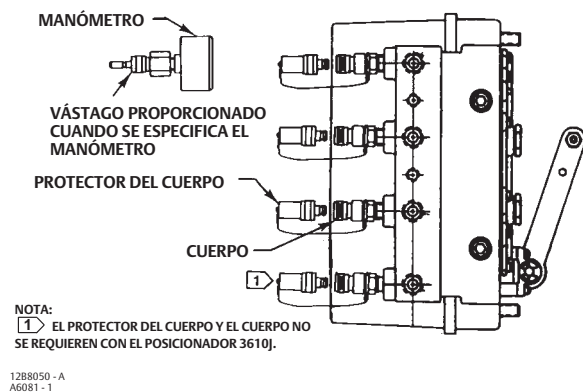 MANÓMETRO
VÁSTAGO PROPORCIONADO
CUANDO SE ESPECIFICA EL
MANÓMETRO
PROTECTOR DEL CUERPO
CUERPO
1
NOTA:
1 EL PROTECTOR DEL CUERPO Y EL CUERPO NO
SE REQUIEREN CON EL POSICIONADOR 3610J.
12B8050 - A
A6081 - 1